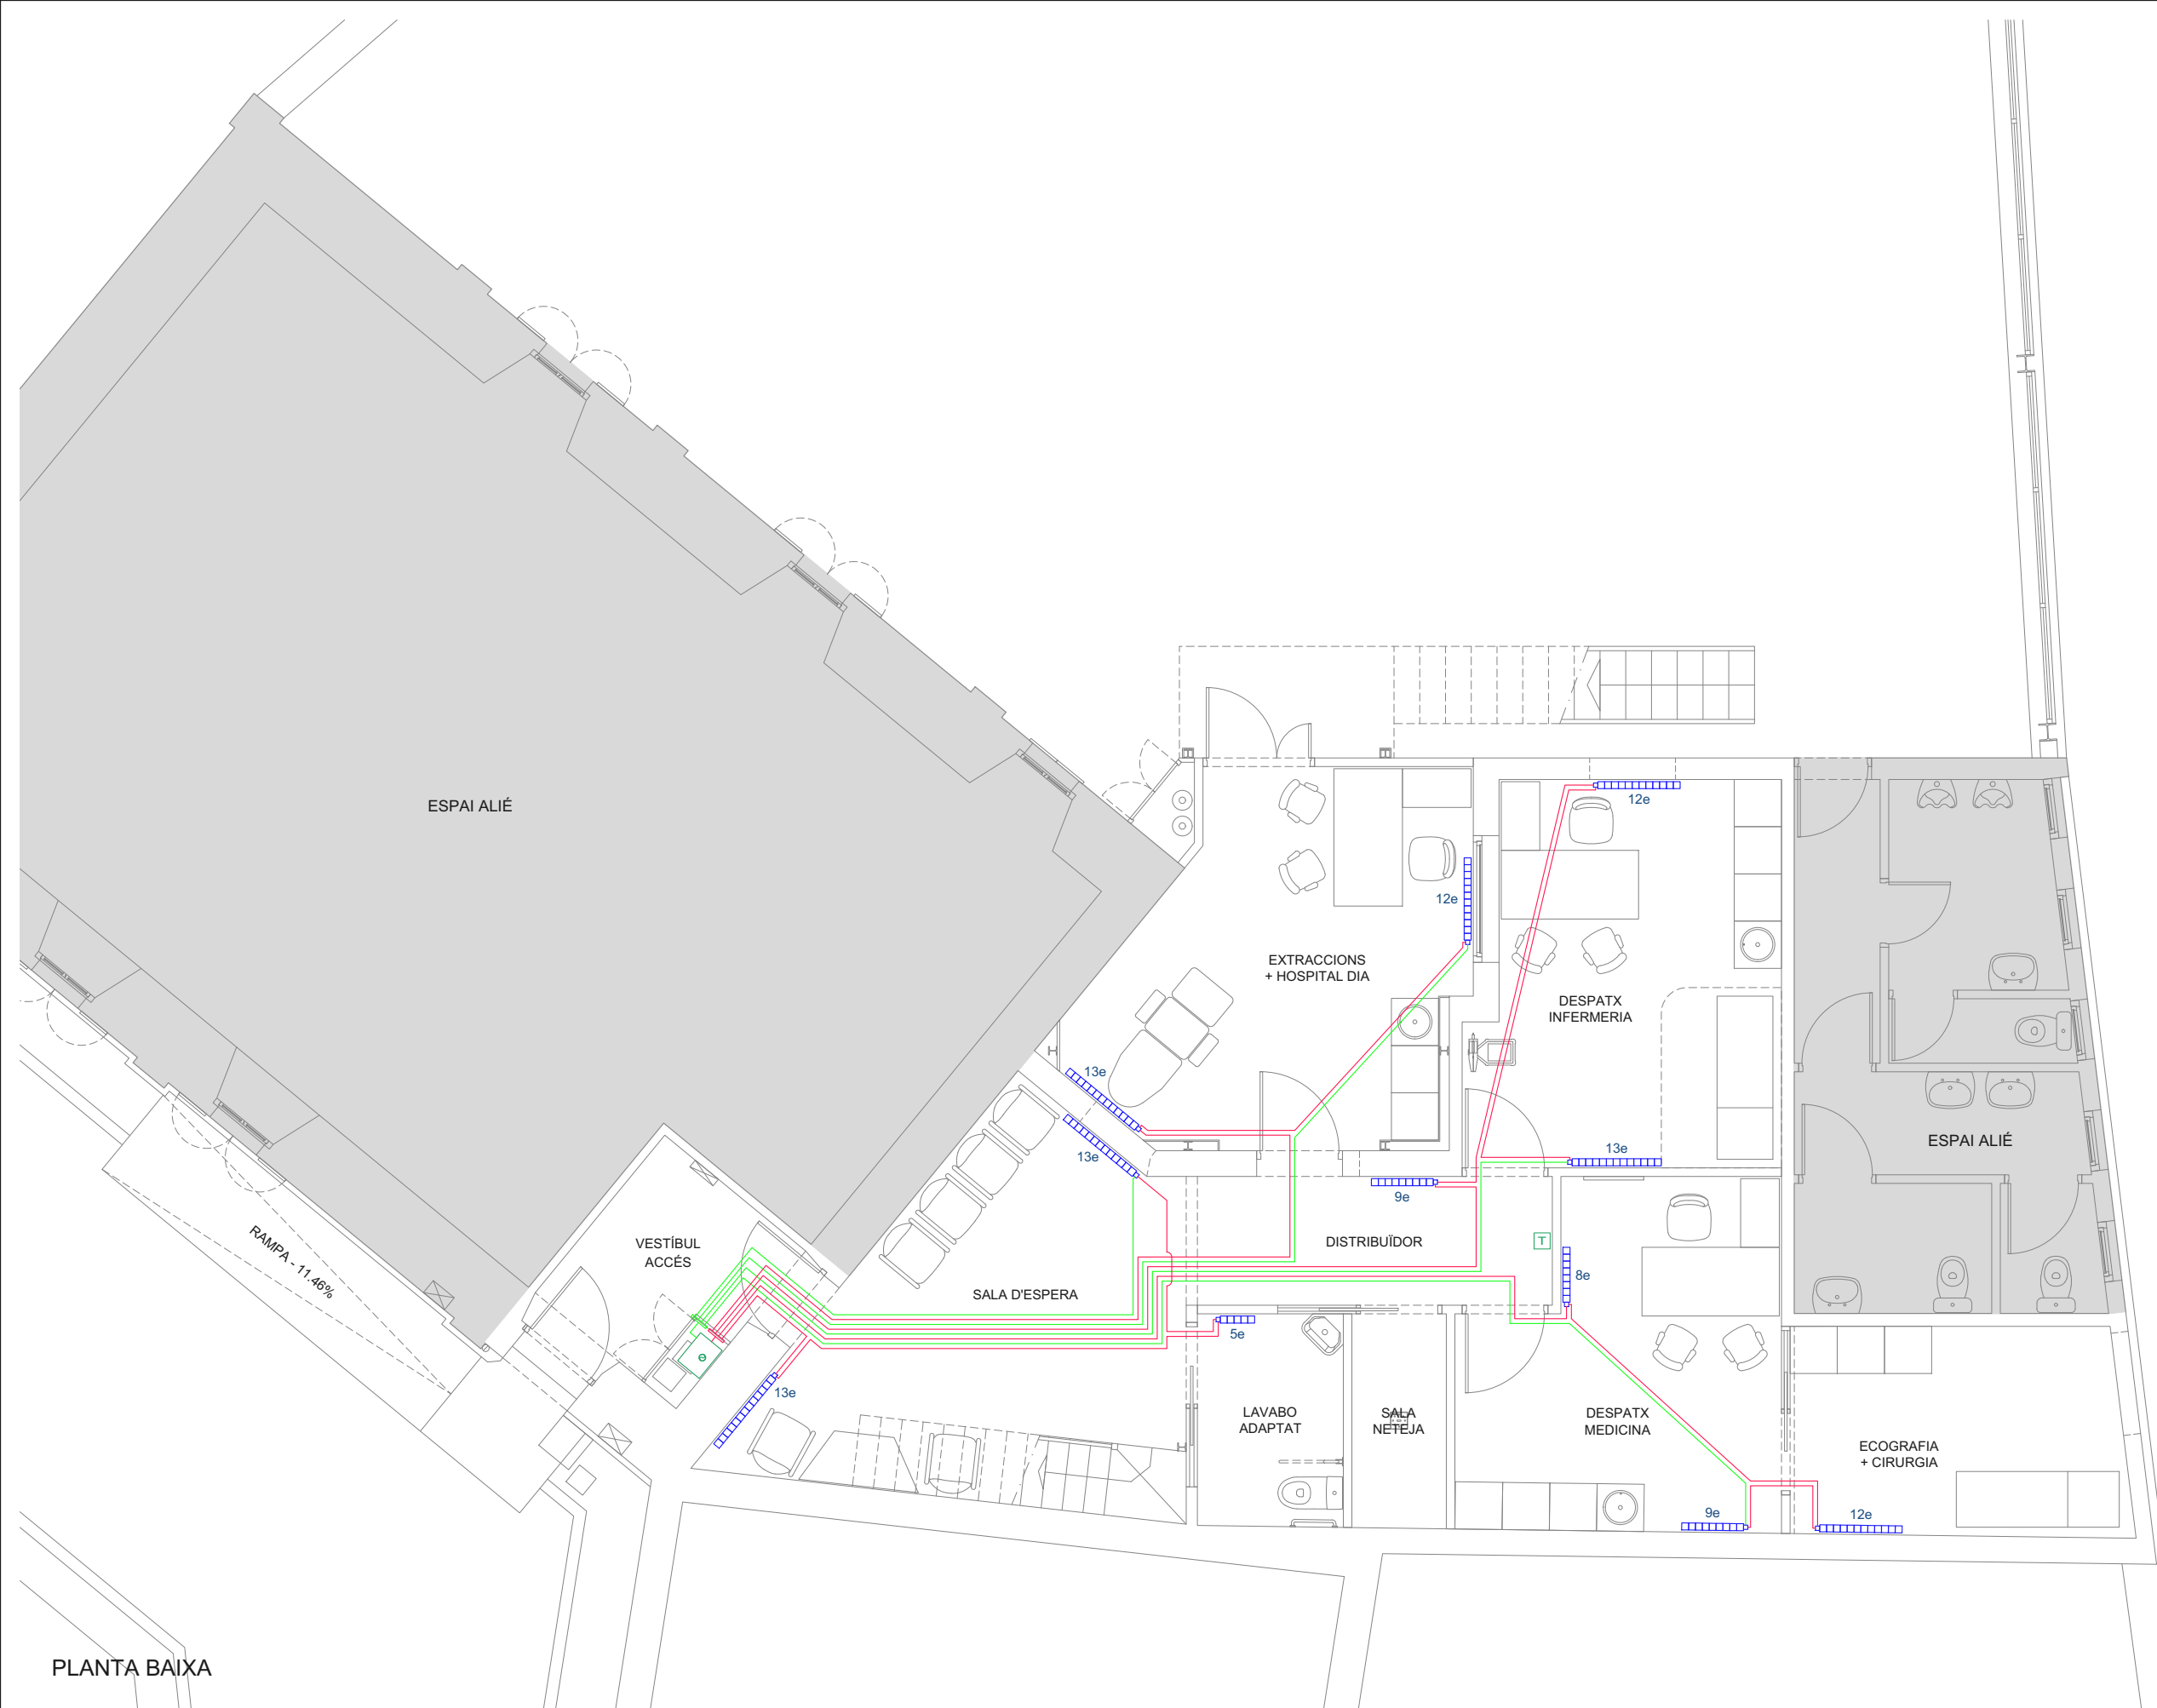 12e
ESPAI ALIÉ
12e
EXTRACCIONS
+ HOSPITAL DIA
DESPATX
INFERMERIA
13e
ESPAI ALIÉ
13e
13e
9e
RAMPA - 11.46%
VESTÍBUL
ACCÉS
DISTRIBUÏDOR
T
8e
SALA D'ESPERA
5e
13e
LAVABO
ADAPTAT
SALA
NETEJA
DESPATX
MEDICINA
ECOGRAFIA
+ CIRURGIA
9e
12e
PLANTA BAIXA